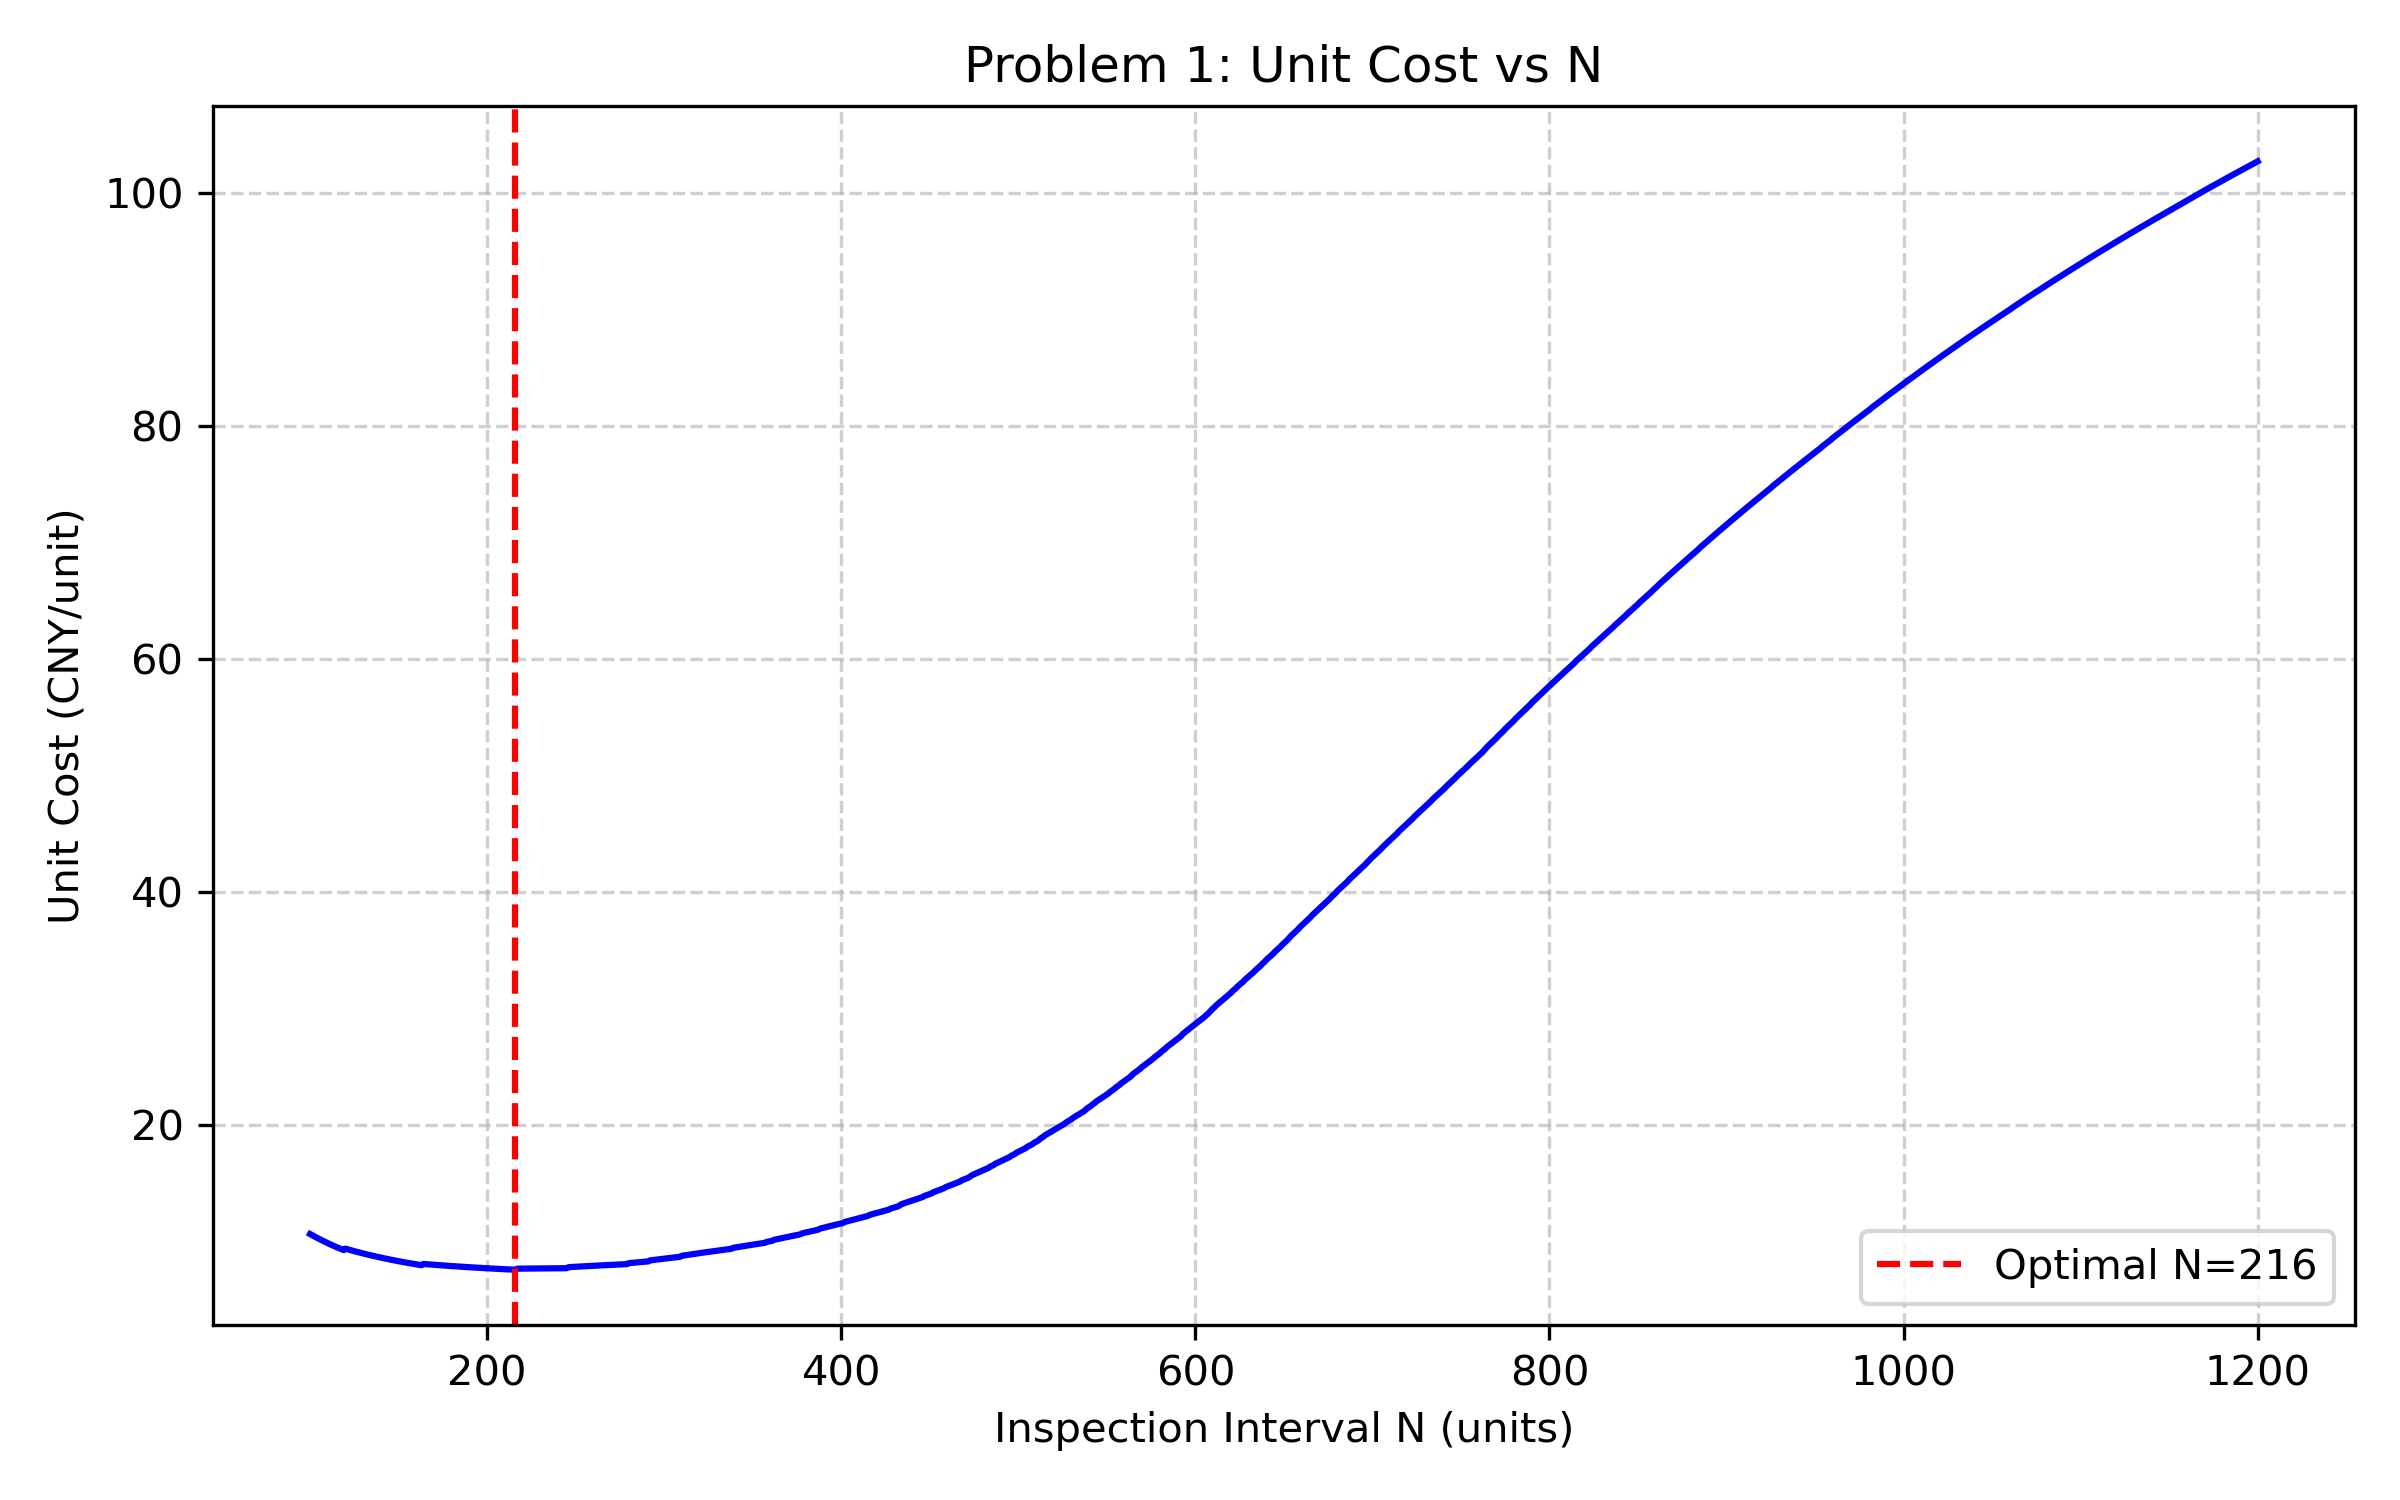 Problem 1: Unit Cost vs N
Unit Cost (CNY/unit)
100
80
60
40
20
Optimal N=216
200 400 600 800 1000 1200
Inspection Interval N (units)